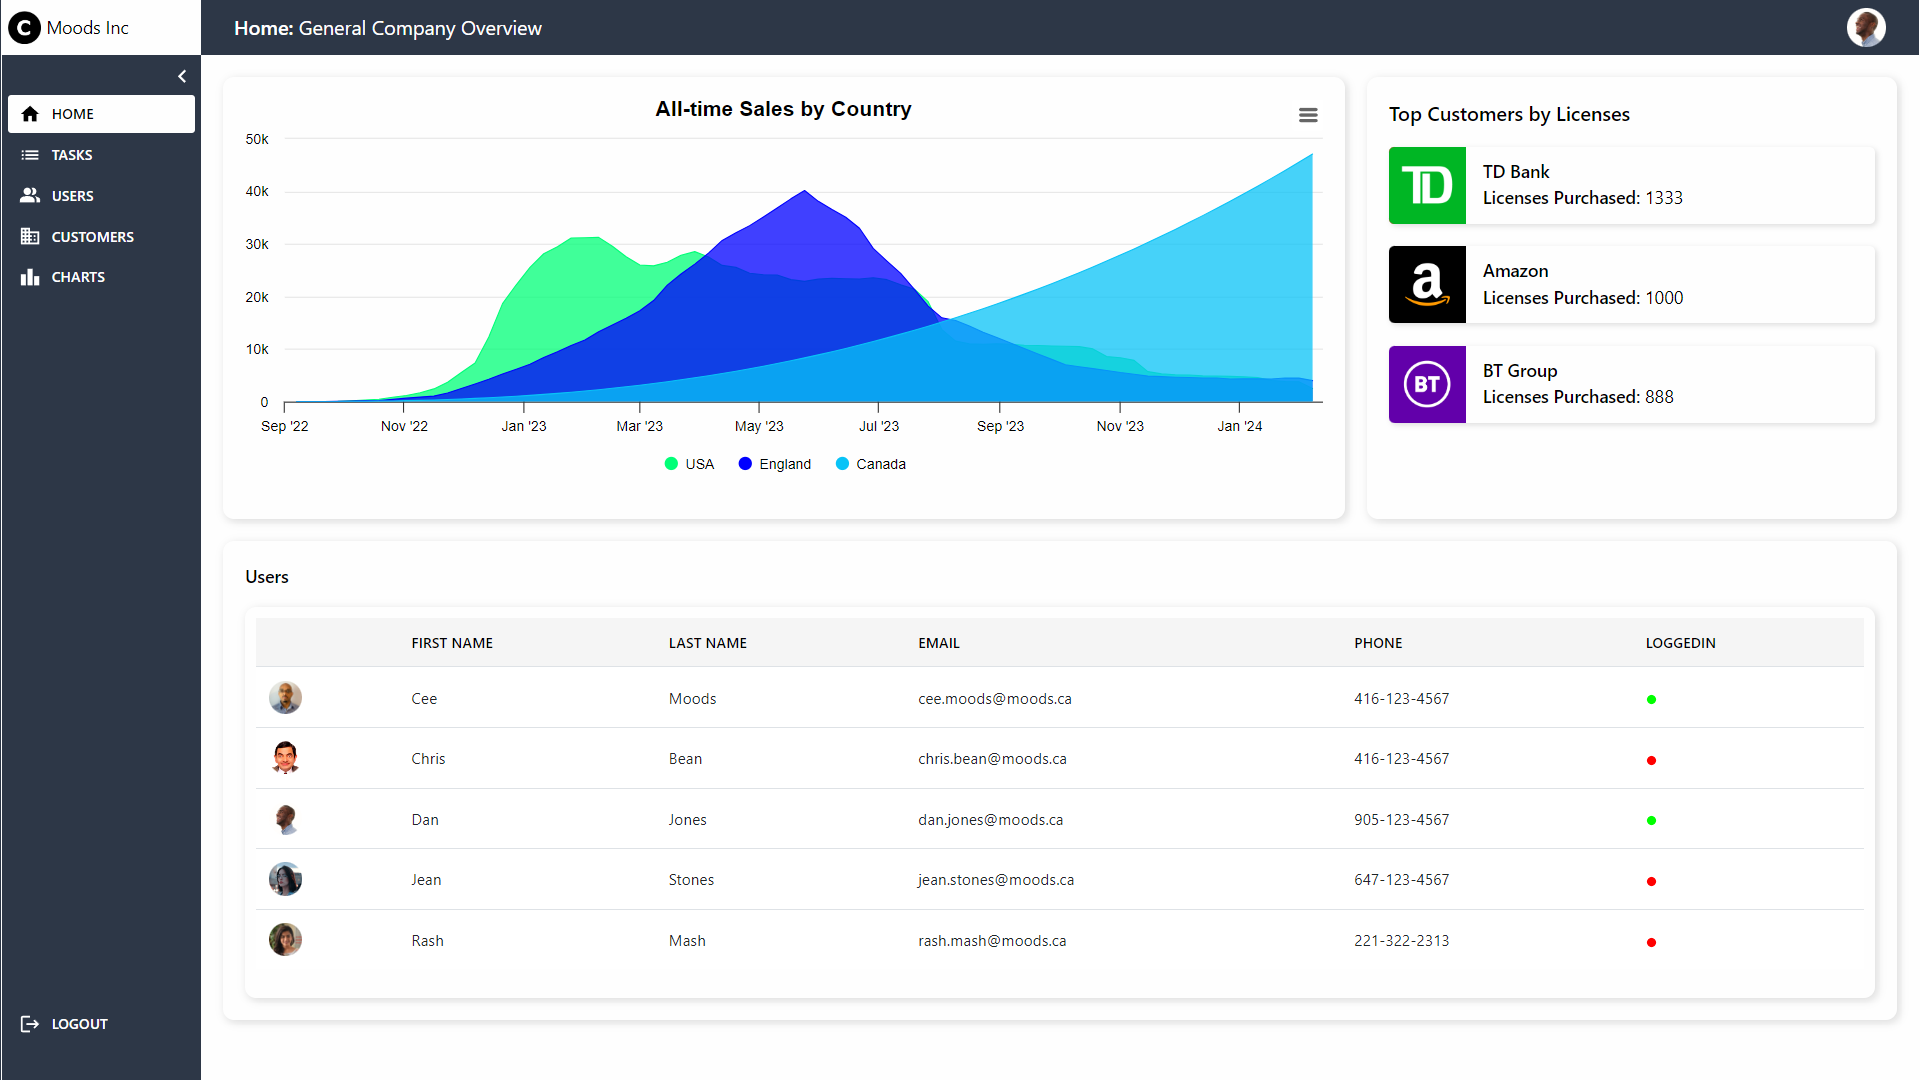 C Moods Inc
Home: General Company Overview
HOME
TASKS
USERS
CUSTOMERS
CHARTS
LOGOUT
All-time Sales by Country
50k
40k
30k
20k
10k
0
Sep '22 Nov '22 Jan '23 Mar '23 May '23 Jul '23 Sep '23 Nov '23 Jan '24
USA England Canada
Top Customers by Licenses
TD
TD Bank
Licenses Purchased: 1333
a
Amazon
Licenses Purchased: 1000
BT
BT Group
Licenses Purchased: 888
Users
FIRST NAME LAST NAME EMAIL PHONE LOGGEDIN
Cee Moods cee.moods@moods.ca 416-123-4567
Chris Bean chris.bean@moods.ca 416-123-4567
Dan Jones dan.jones@moods.ca 905-123-4567
Jean Stones jean.stones@moods.ca 647-123-4567
Rash Mash rash.mash@moods.ca 221-322-2313